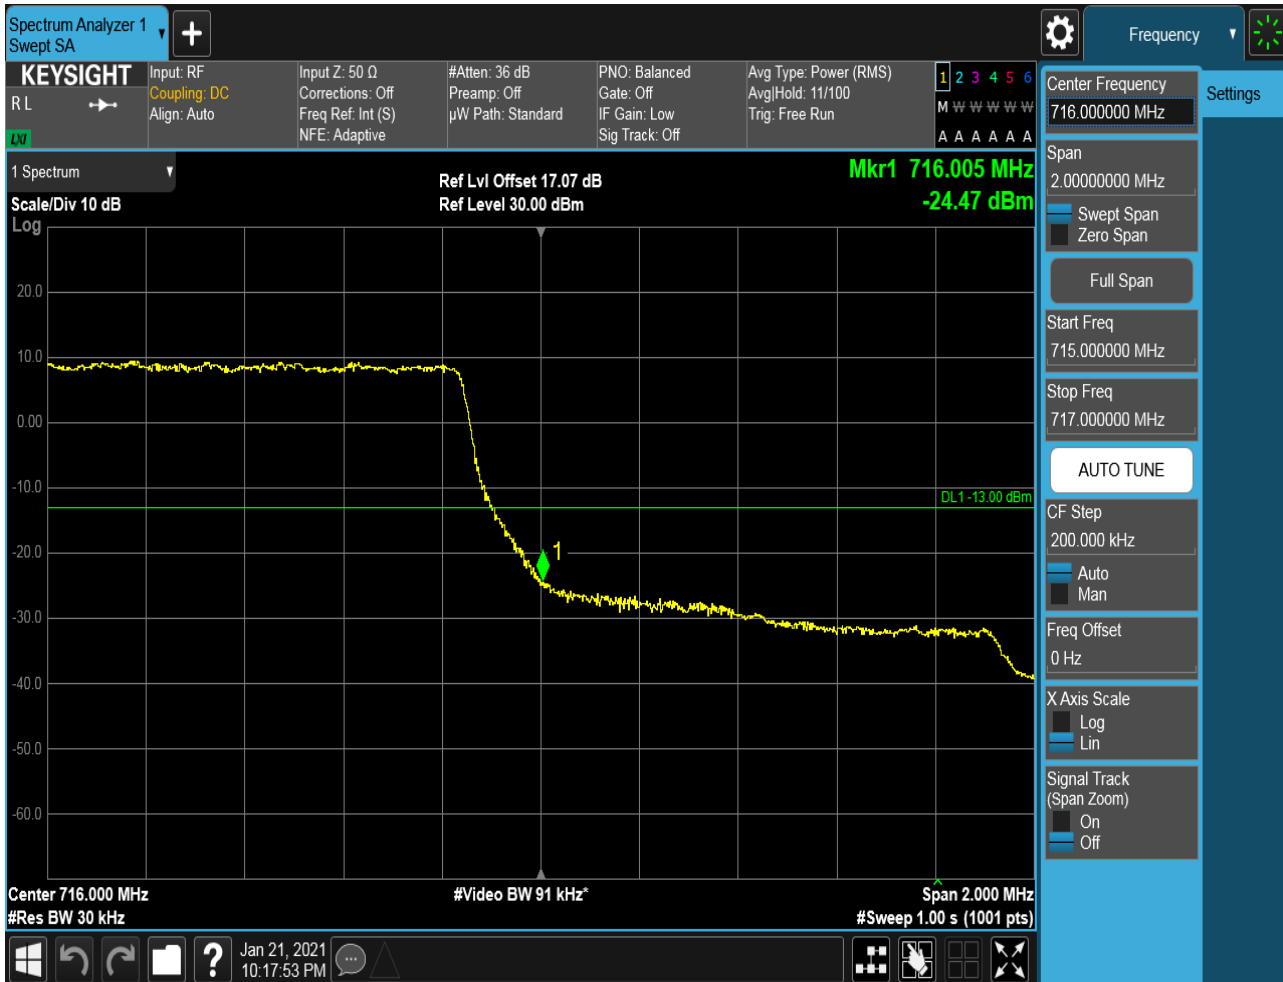 Spectrum Analyzer 1
Swept SA
Frequency
KEYSIGHT
R L
LXI
Input: RF
Coupling: DC
Align: Auto
Input Z: 50 Ω
Corrections: Off
Freq Ref: Int (S)
NFE: Adaptive
#Atten: 36 dB
Preamp: Off
µW Path: Standard
PNO: Balanced
Gate: Off
IF Gain: Low
Sig Track: Off
Avg Type: Power (RMS)
Avg|Hold: 11/100
Trig: Free Run
1 2 3 4 5 6
M W W W W W
A A A A A A
1 Spectrum
Scale/Div 10 dB
Log
Ref Lvl Offset 17.07 dB
Ref Level 30.00 dBm
Mkr1 716.005 MHz
-24.47 dBm
20.0
10.0
0.00
-10.0
-20.0
-30.0
-40.0
-50.0
-60.0
DL1 -13.00 dBm
1
Center 716.000 MHz
#Res BW 30 kHz
#Video BW 91 kHz*
Span 2.000 MHz
#Sweep 1.00 s (1001 pts)
Center Frequency
716.000000 MHz
Settings
Span
2.00000000 MHz
Swept Span
Zero Span
Full Span
Start Freq
715.000000 MHz
Stop Freq
717.000000 MHz
AUTO TUNE
CF Step
200.000 kHz
Auto
Man
Freq Offset
0 Hz
X Axis Scale
Log
Lin
Signal Track
(Span Zoom)
On
Off
?
Jan 21, 2021
10:17:53 PM